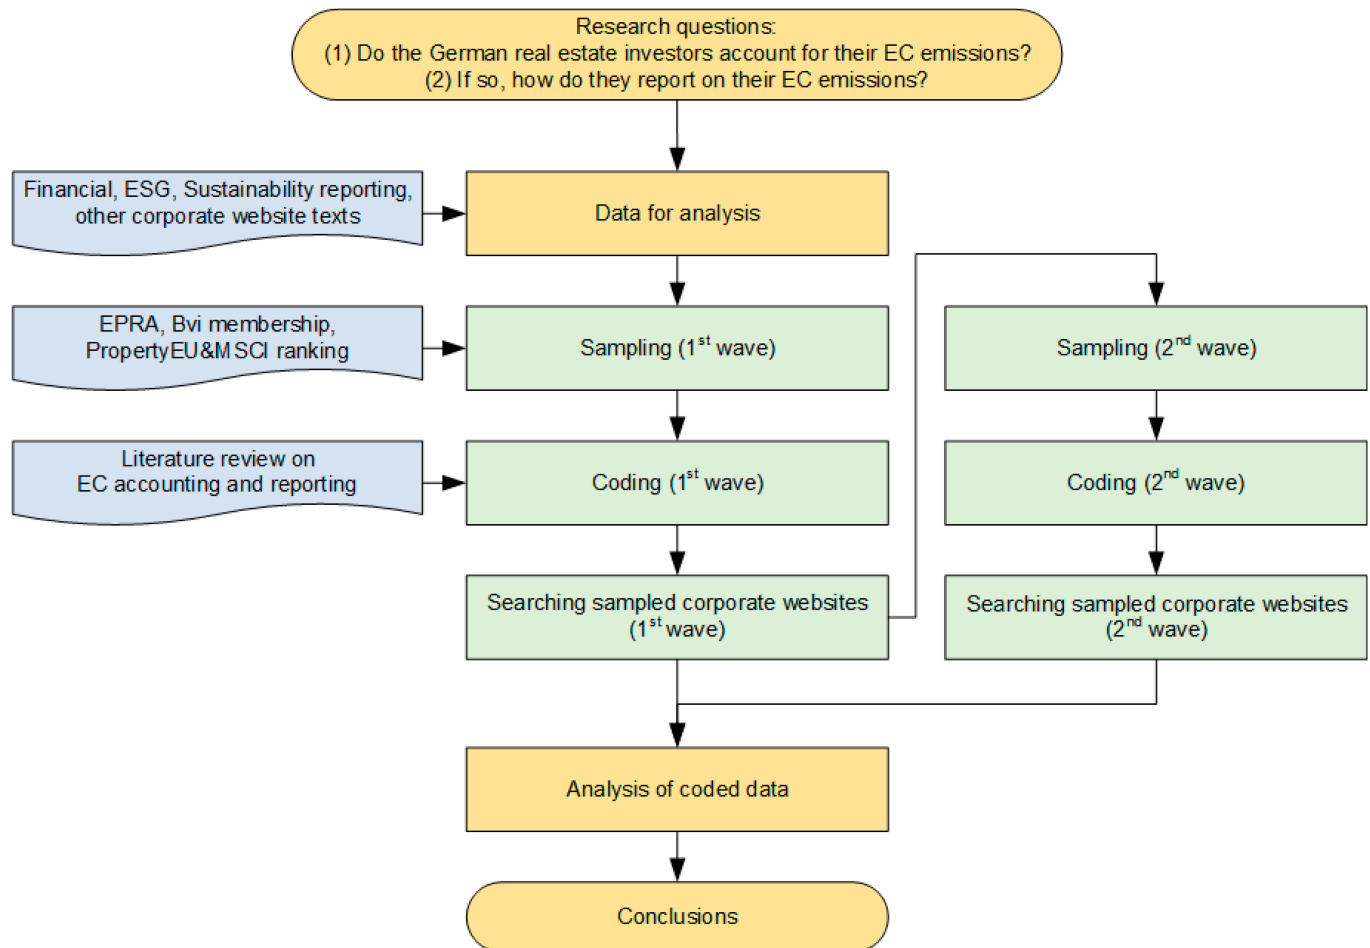 Research questions:
(1) Do the German real estate investors account for their EC emissions?
(2) If so, how do they report on their EC emissions?
Financial, ESG, Sustainability reporting,
other corporate website texts
Data for analysis
EPRA, Bvi membership,
PropertyEU&MSCI ranking
Sampling (1st wave)
Sampling (2nd wave)
Literature review on
EC accounting and reporting
Coding (1st wave)
Coding (2nd wave)
Searching sampled corporate websites
(1st wave)
Searching sampled corporate websites
(2nd wave)
Analysis of coded data
Conclusions